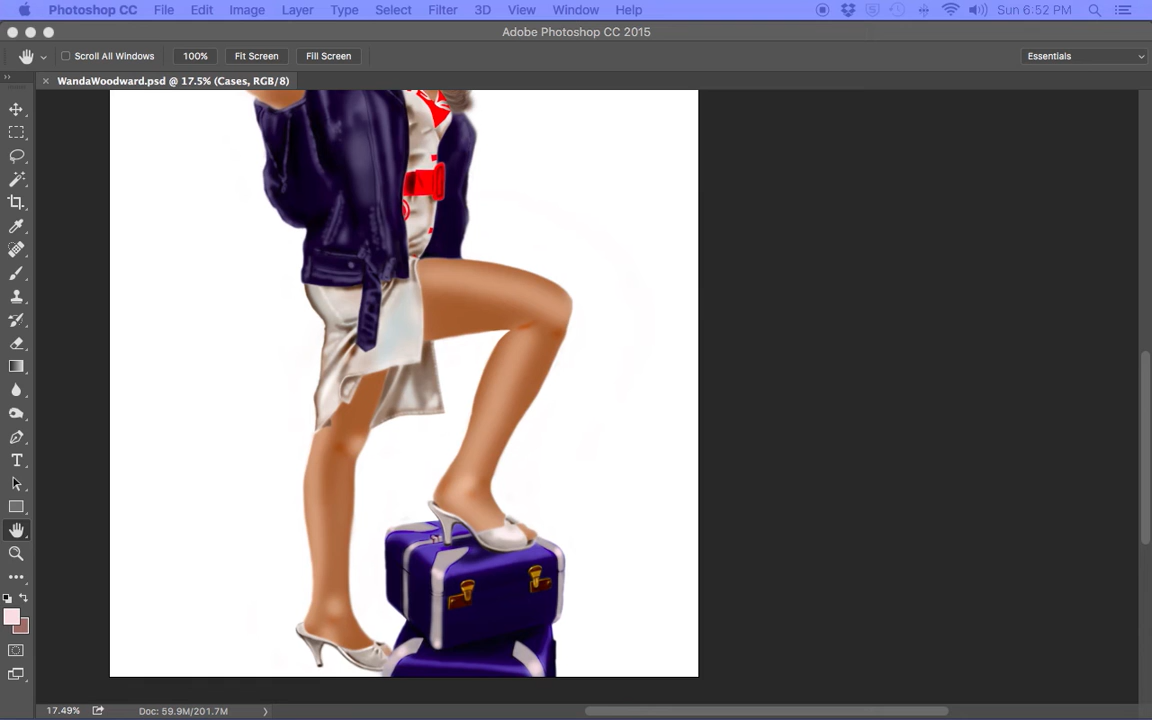 Photoshop CC File Edit Image Layer Type Select Filter 3D View Window Help Sun 6:52 PM
Adobe Photoshop CC 2015
Scroll All Windows 100% Fit Screen Fill Screen Essentials
WandaWoodward.psd @ 17.5% (Cases, RGB/8)
17.49% Doc: 59.9M/201.7M